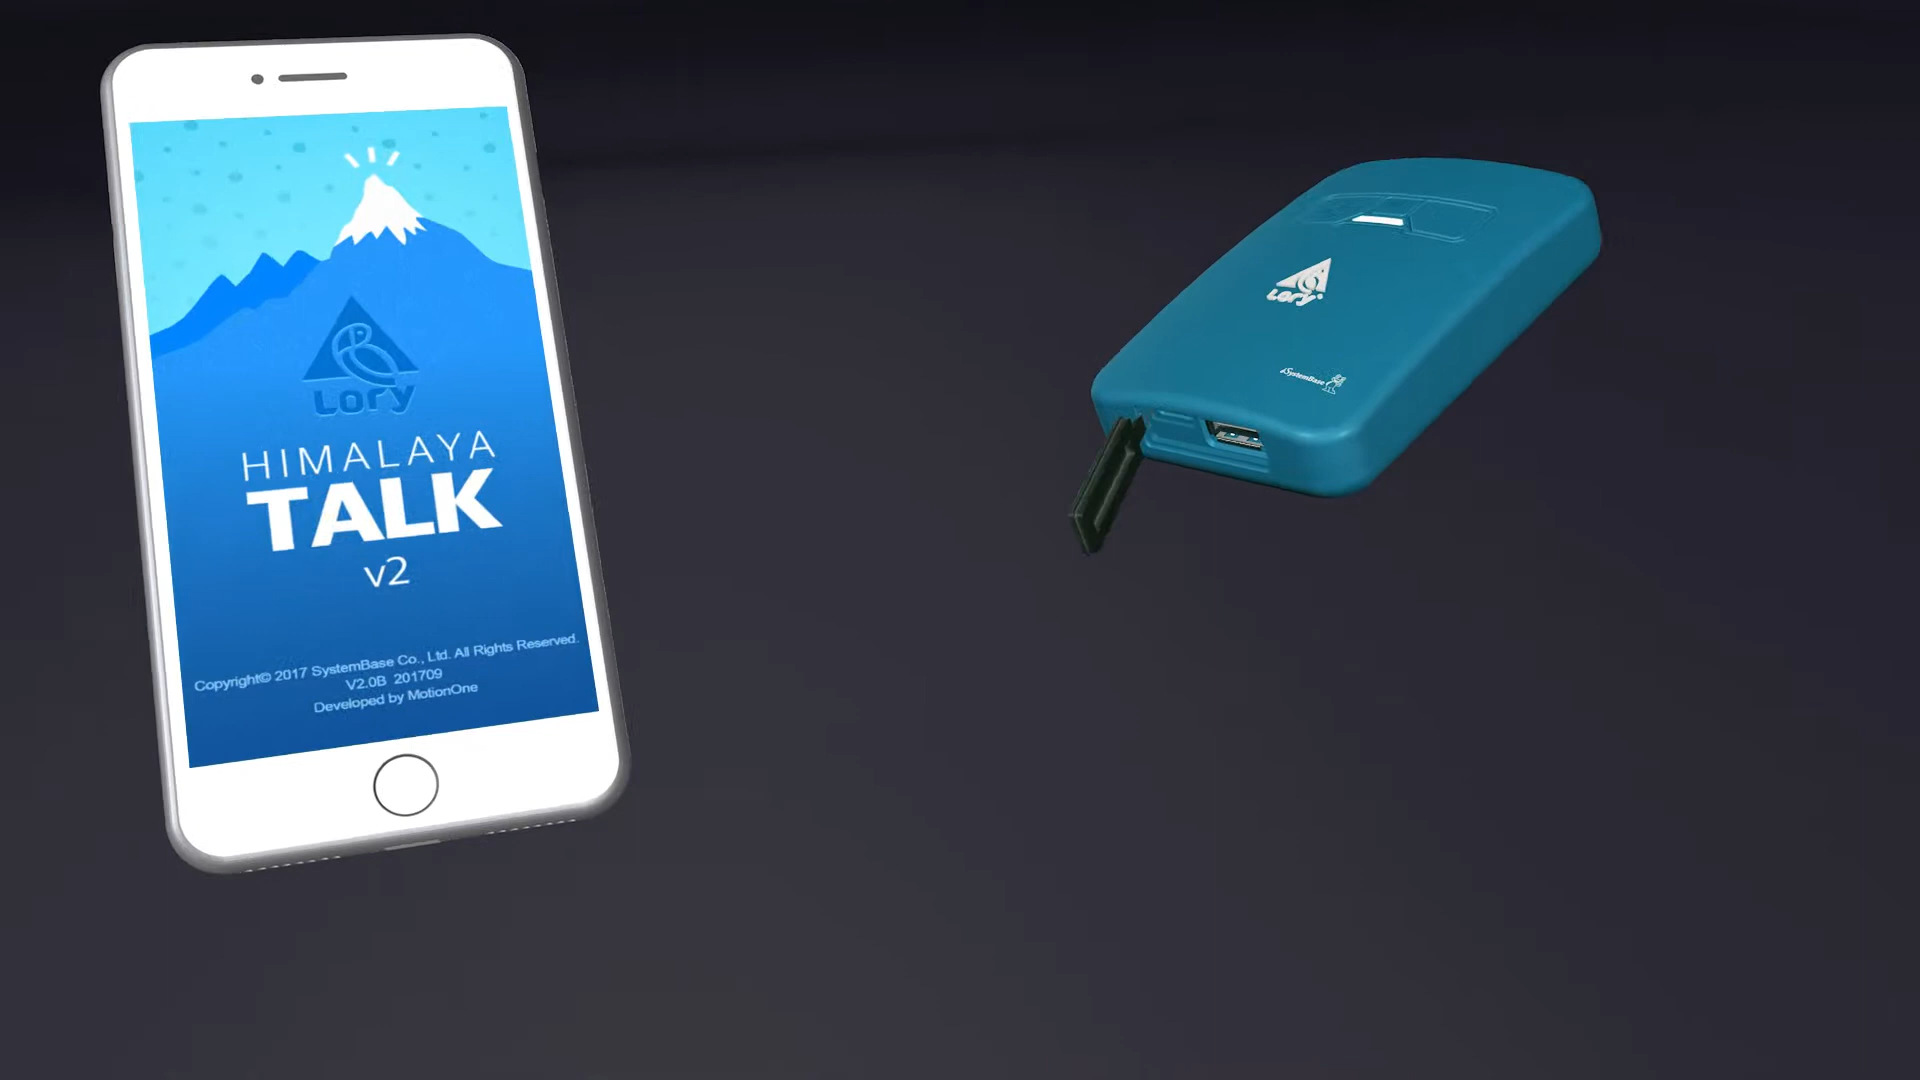 Lory
HIMALAYA
TALK
v2
Copyright© 2017 SystemBase Co., Ltd. All Rights Reserved.
V2.0B 201709
Developed by MotionOne
Lory
SystemBase